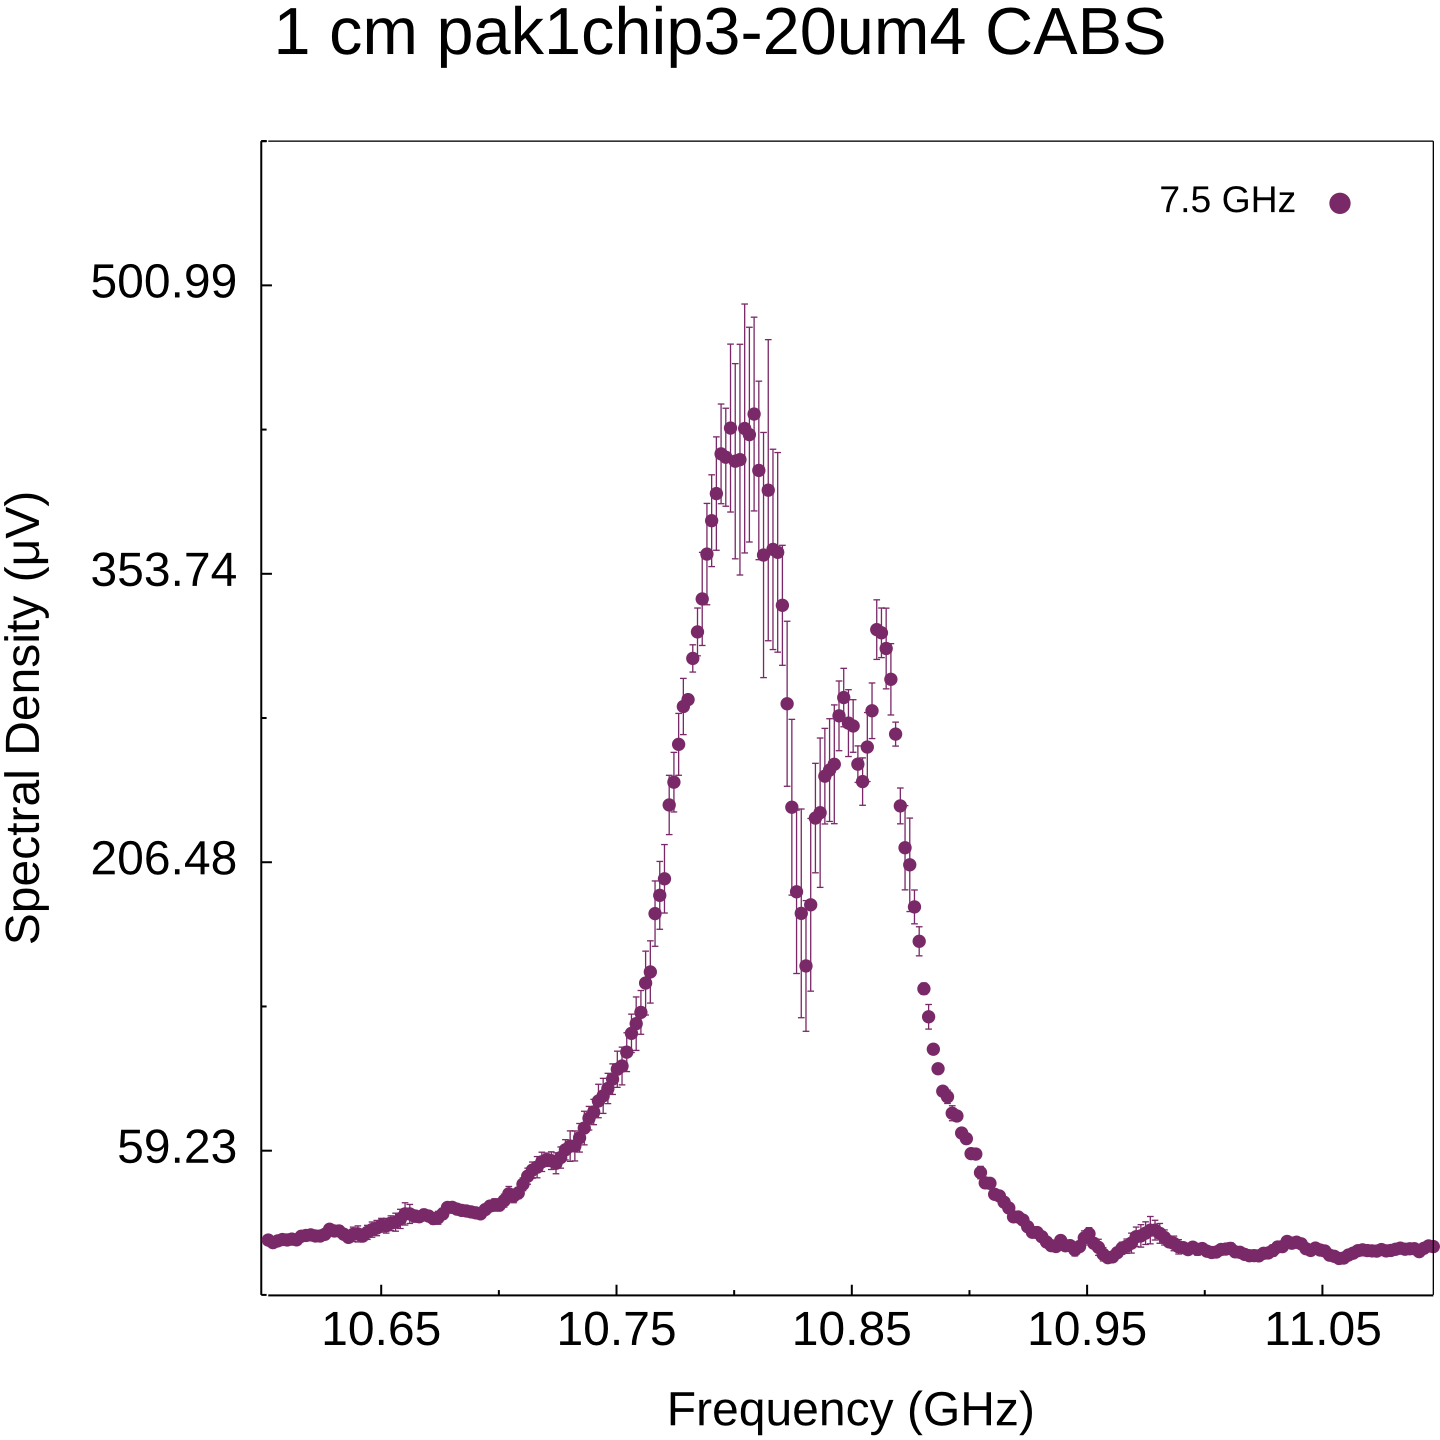 1 cm pak1chip3-20um4 CABS
7.5 GHz
500.99
353.74
206.48
59.23
Spectral Density (μV)
10.65 10.75 10.85 10.95 11.05
Frequency (GHz)